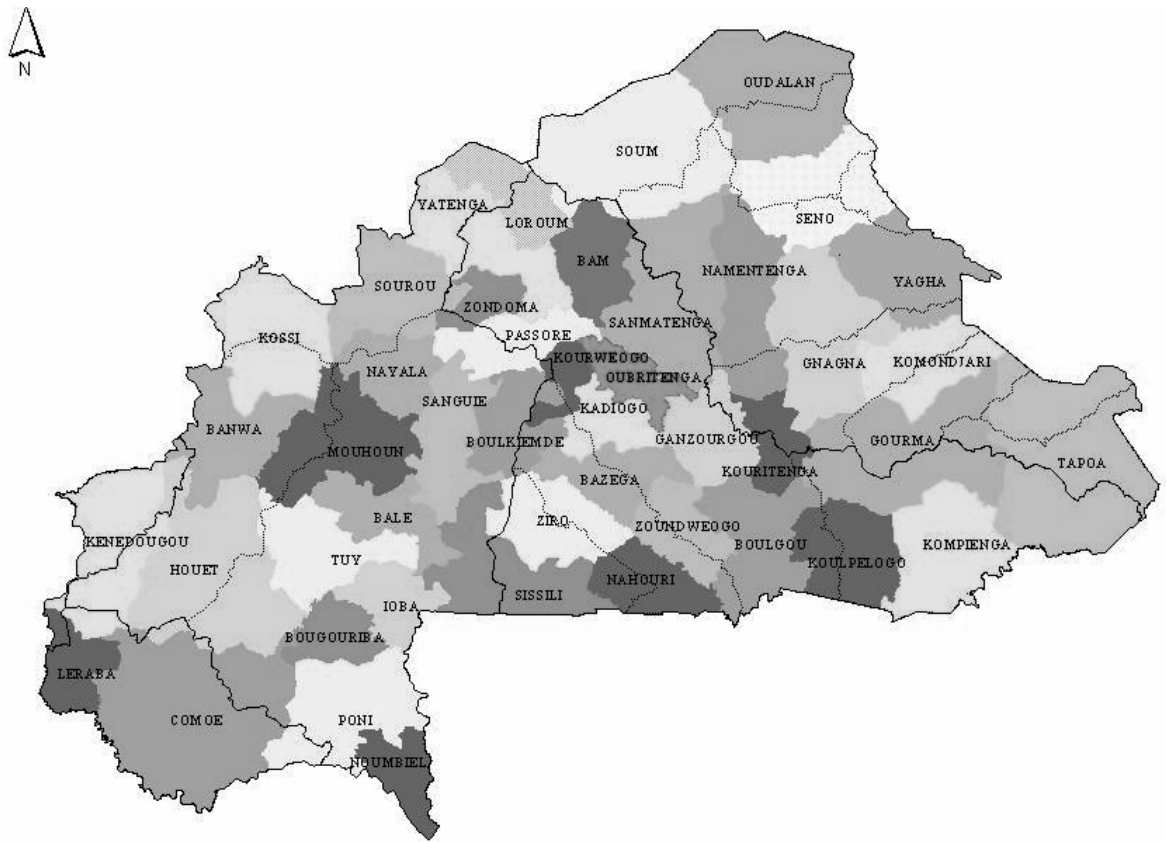 N
OUDALAN
SOUM
YATENGA
SENO
LOROUM
BAM
NAMENTENGA
SOUROU
YAGHA
ZONDOMA
SANMATENGA
PASSORE
KOSSI
KOURWEOGO
GNAGNA
KOMONDJARI
NAYALA
OUBRITENGA
SANGUIE
KADIOGO
BANWA
BOULKIEMDE
GANZOURGOU
GOURMA
MOUHOUN
TAPOA
KOURITENGA
BAZEGA
BALE
ZIRO
ZOUNDWEOGO
KENEDOUGOU
BOULGOU
KOMPIENGA
TUY
KOULPELOGO
HOUET
NAHOURI
SISSILI
IOBA
BOUGOURIBA
LERABA
COMOE
PONI
NOUMBIEL